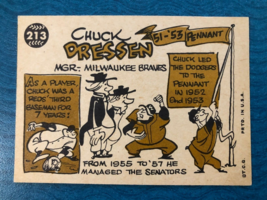 213
CHUCK
DRESSEN
'51-'53 PENNANT
MGR.- MILWAUKEE BRAVES
AS A PLAYER,
CHUCK WAS A
REDS' THIRD
BASEMAN FOR
7 YEARS!
CHUCK LED
THE DODGERS
TO THE
PENNANT
IN 1952
and 1953
FROM 1955 TO '57 HE
MANAGED THE SENATORS
PRTD. IN U.S.A.
©T.C.G.